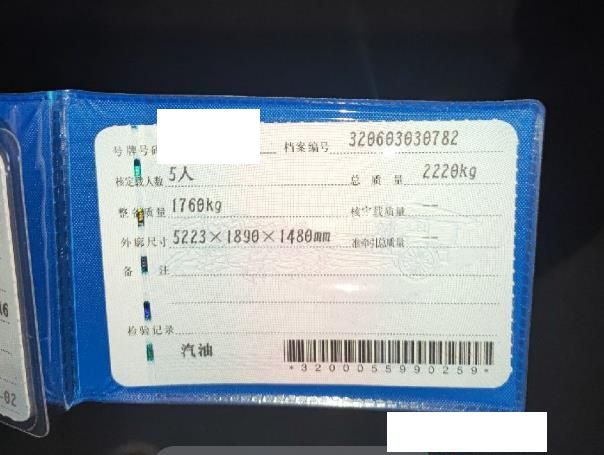 号牌号码 档案编号 320603030782
核定载人数 5人 总质量 2220kg
整备质量 1760kg 核定载质量 --
外廓尺寸 5223×1890×1480mm 准牵引总质量 --
备注
检验记录
汽油
*3200055990259*
-02